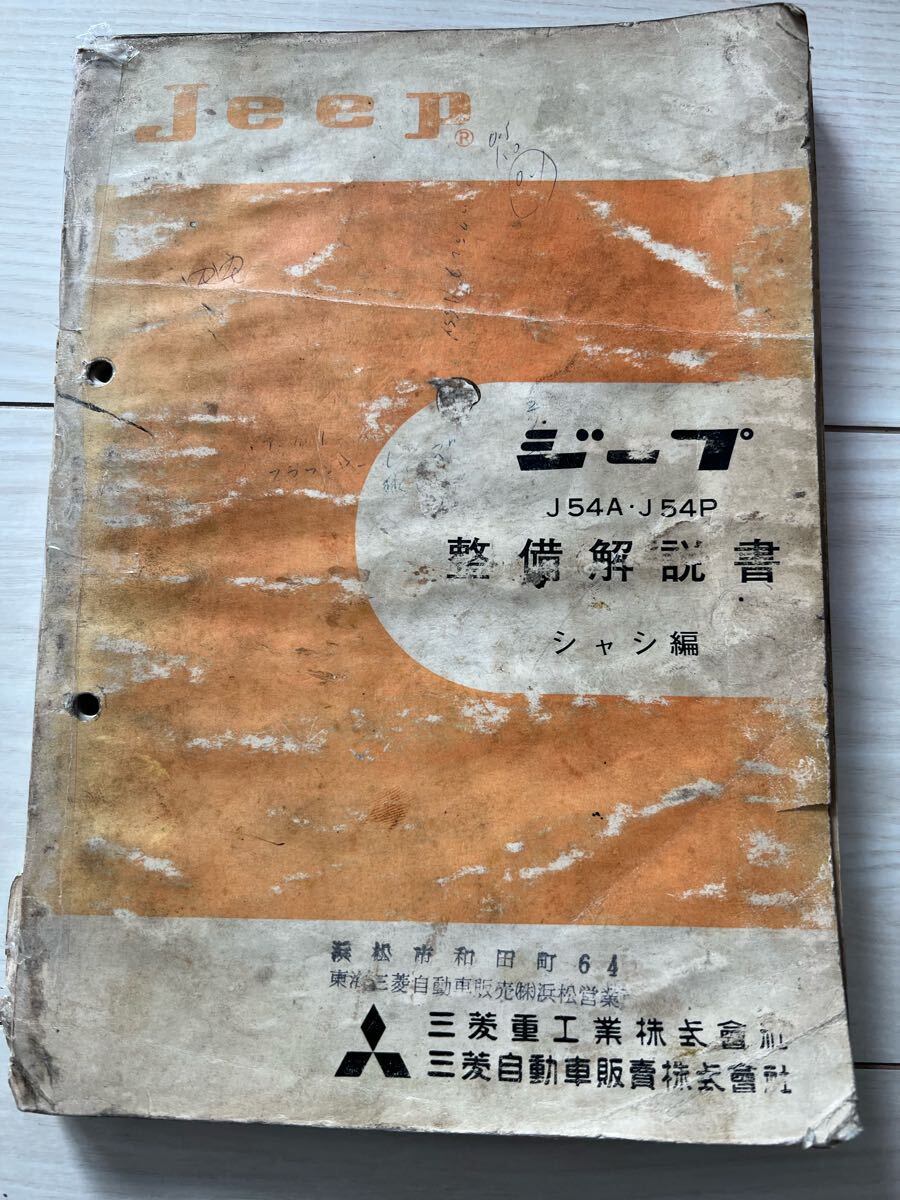 Jeep®
ジープ
J54A・J54P
整備解説書
シャシ編
浜松市和田町64
東海三菱自動車販売㈱浜松営業
三菱重工業株式會社
三菱自動車販賣株式會社